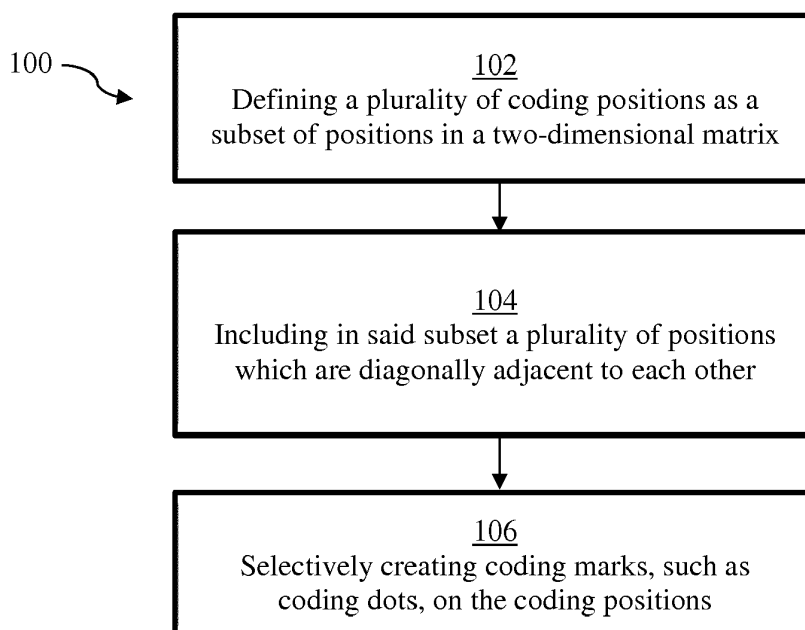 100
102
Defining a plurality of coding positions as a
subset of positions in a two-dimensional matrix
104
Including in said subset a plurality of positions
which are diagonally adjacent to each other
106
Selectively creating coding marks, such as
coding dots, on the coding positions